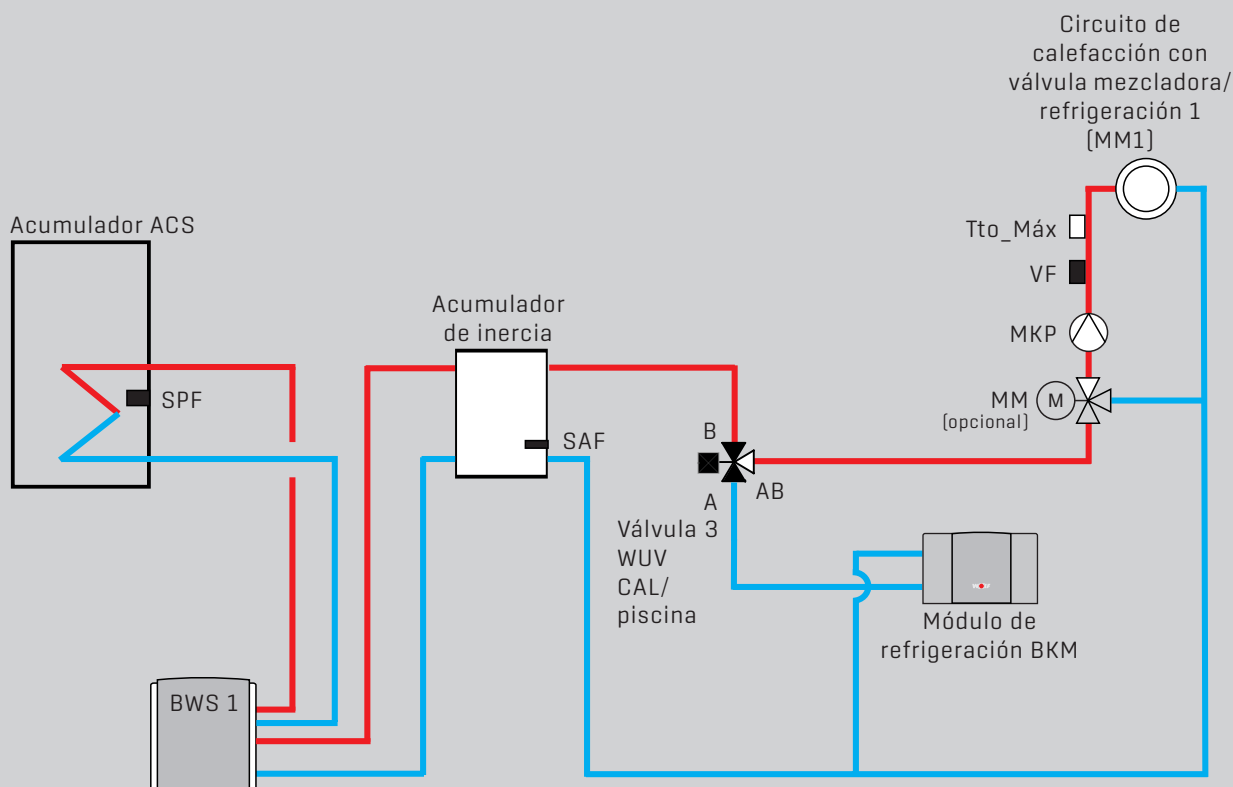 Circuito de
calefacción con
válvula mezcladora/
refrigeración 1
(MM1)
Acumulador ACS
Tto_Máx
VF
Acumulador
de inercia
MKP
SPF
MM
(opcional)
M
SAF
B
A
AB
Válvula 3
WUV
CAL/
piscina
Módulo de
refrigeración BKM
BWS 1